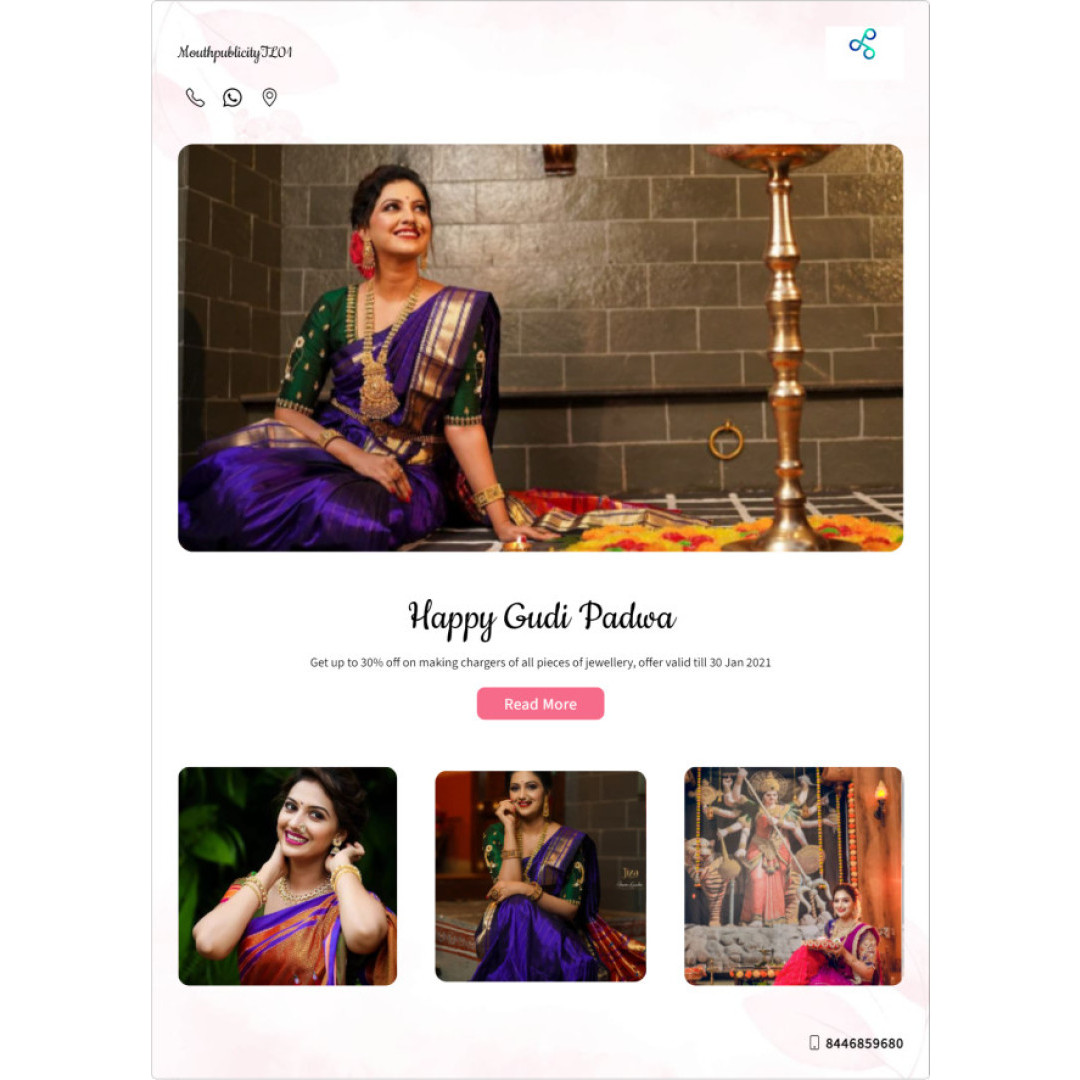 MouthpublicityTL01
Happy Gudi Padwa
Get up to 30% off on making chargers of all pieces of jewellery, offer valid till 30 Jan 2021
Read More
8446859680